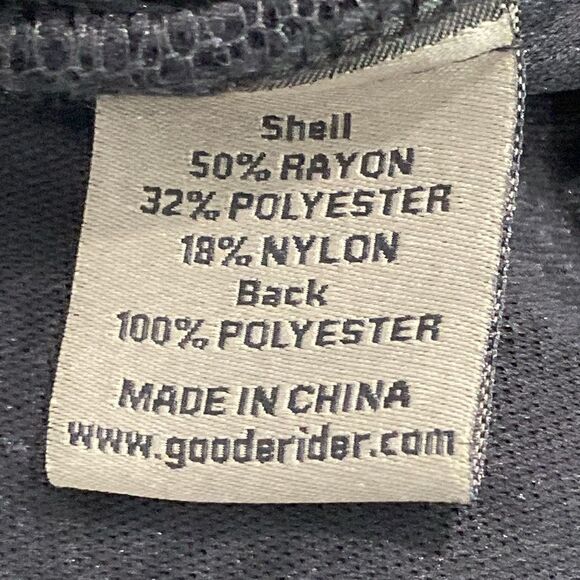 Shell
50% RAYON
32% POLYESTER
18% NYLON
Back
100% POLYESTER
MADE IN CHINA
www.gooderider.com